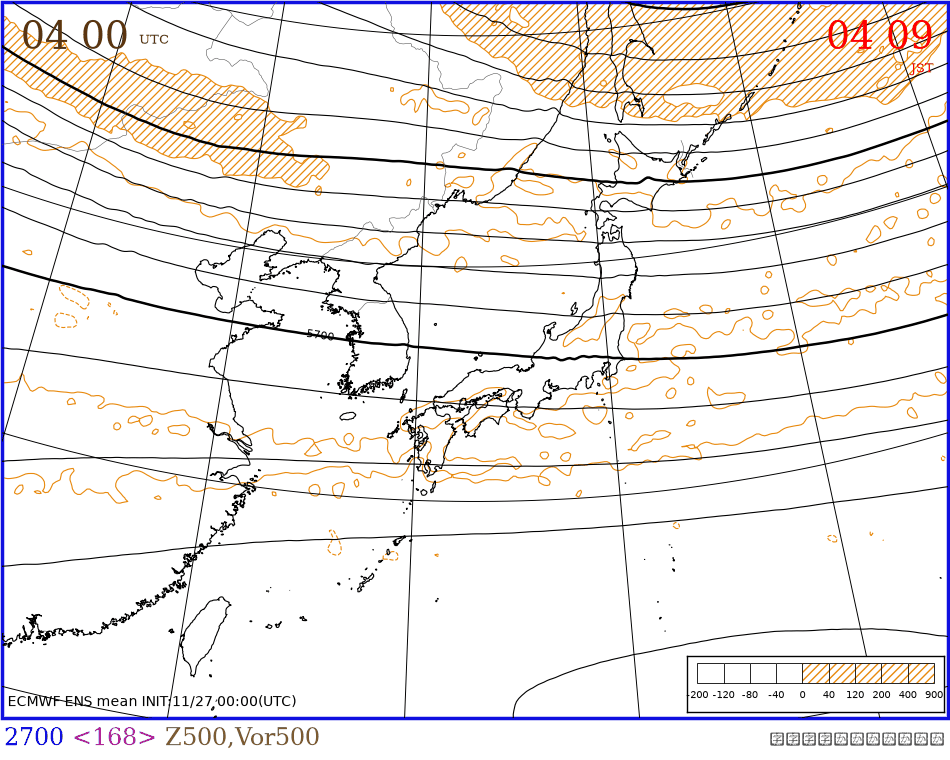 04 00 UTC
04 09
JST
5700
-200 -120 -80 -40 0 40 120 200 400 900
ECMWF ENS mean INIT:11/27 00:00(UTC)
2700 <168> Z500,Vor500